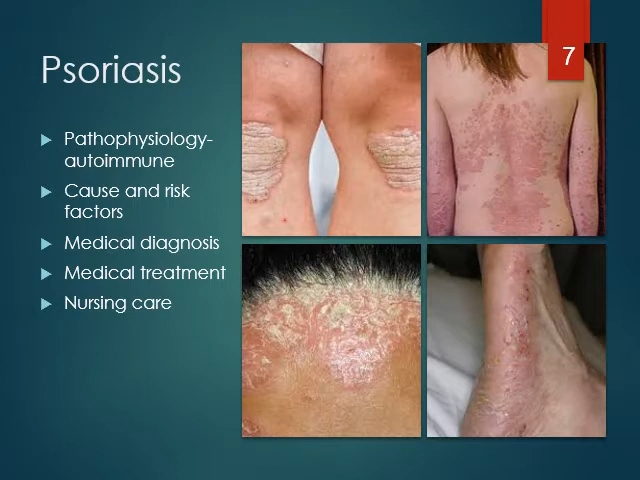 7
Psoriasis
Pathophysiology-
autoimmune
Cause and risk
factors
Medical diagnosis
Medical treatment
Nursing care